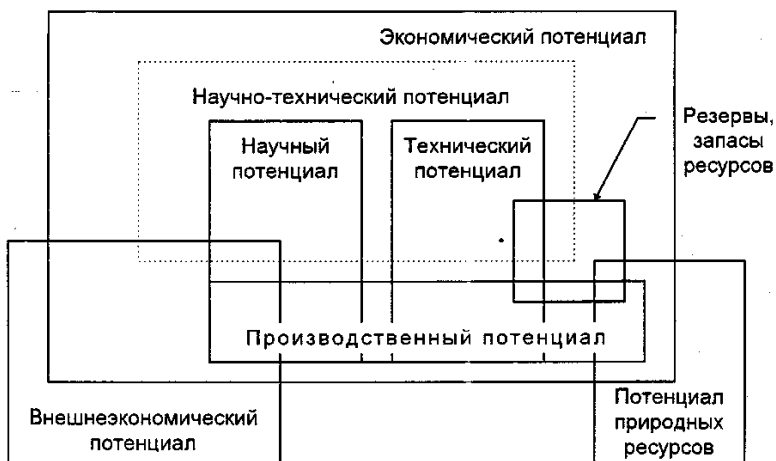 Экономический потенциал
Научно-технический потенциал
Резервы,
запасы
ресурсов
Научный
потенциал
Технический
потенциал
Производственный потенциал
Внешнеэкономический
потенциал
Потенциал
природных
ресурсов